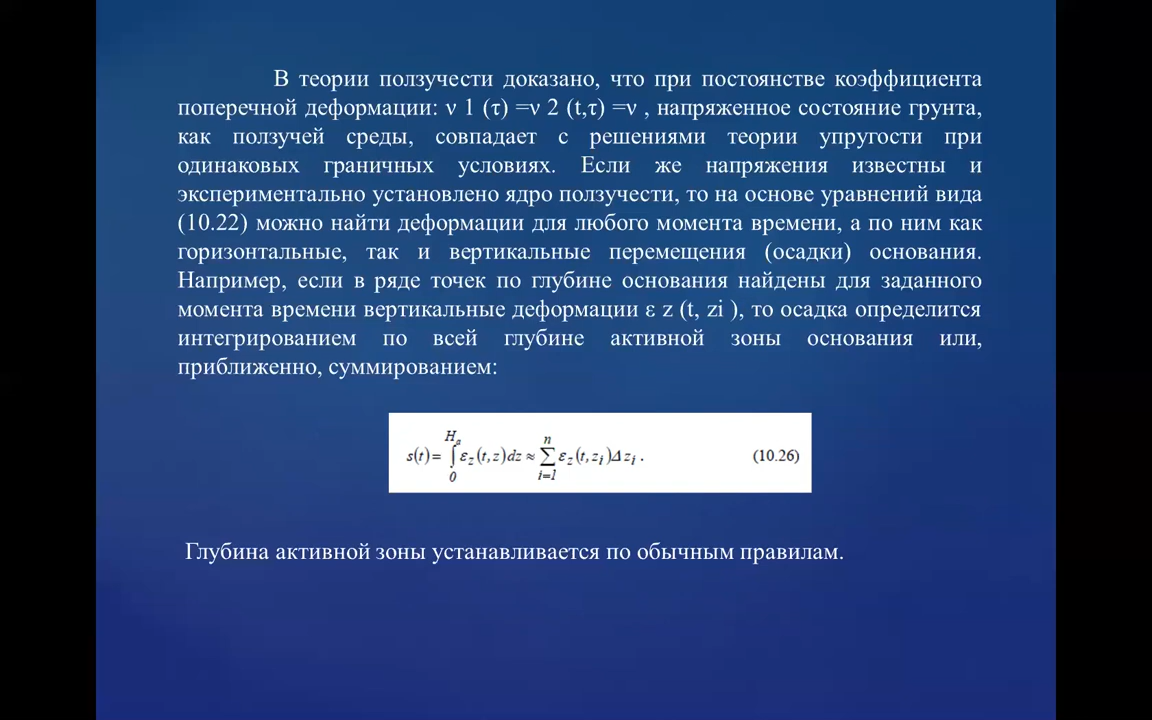 В теории ползучести доказано, что при постоянстве коэффициента
поперечной деформации: ν 1 (τ) =ν 2 (t,τ) =ν , напряженное состояние грунта,
как ползучей среды, совпадает с решениями теории упругости при
одинаковых граничных условиях. Если же напряжения известны и
экспериментально установлено ядро ползучести, то на основе уравнений вида
(10.22) можно найти деформации для любого момента времени, а по ним как
горизонтальные, так и вертикальные перемещения (осадки) основания.
Например, если в ряде точек по глубине основания найдены для заданного
момента времени вертикальные деформации ε z (t, zi ), то осадка определится
интегрированием по всей глубине активной зоны основания или,
приближенно, суммированием:
s(t)= ∫₀^Hₐ ε_z(t,z)dz ≈ ∑_{i=1}^n ε_z(t,z_i)Δz_i . (10.26)
Глубина активной зоны устанавливается по обычным правилам.